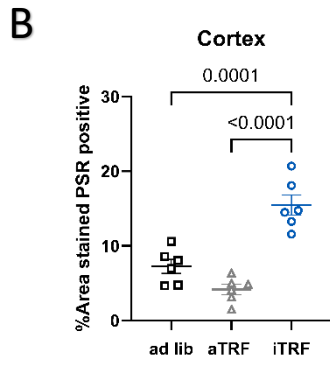 B
Cortex
0.0001
<0.0001
%Area stained PSR positive
30
20
10
0
ad lib aTRF iTRF